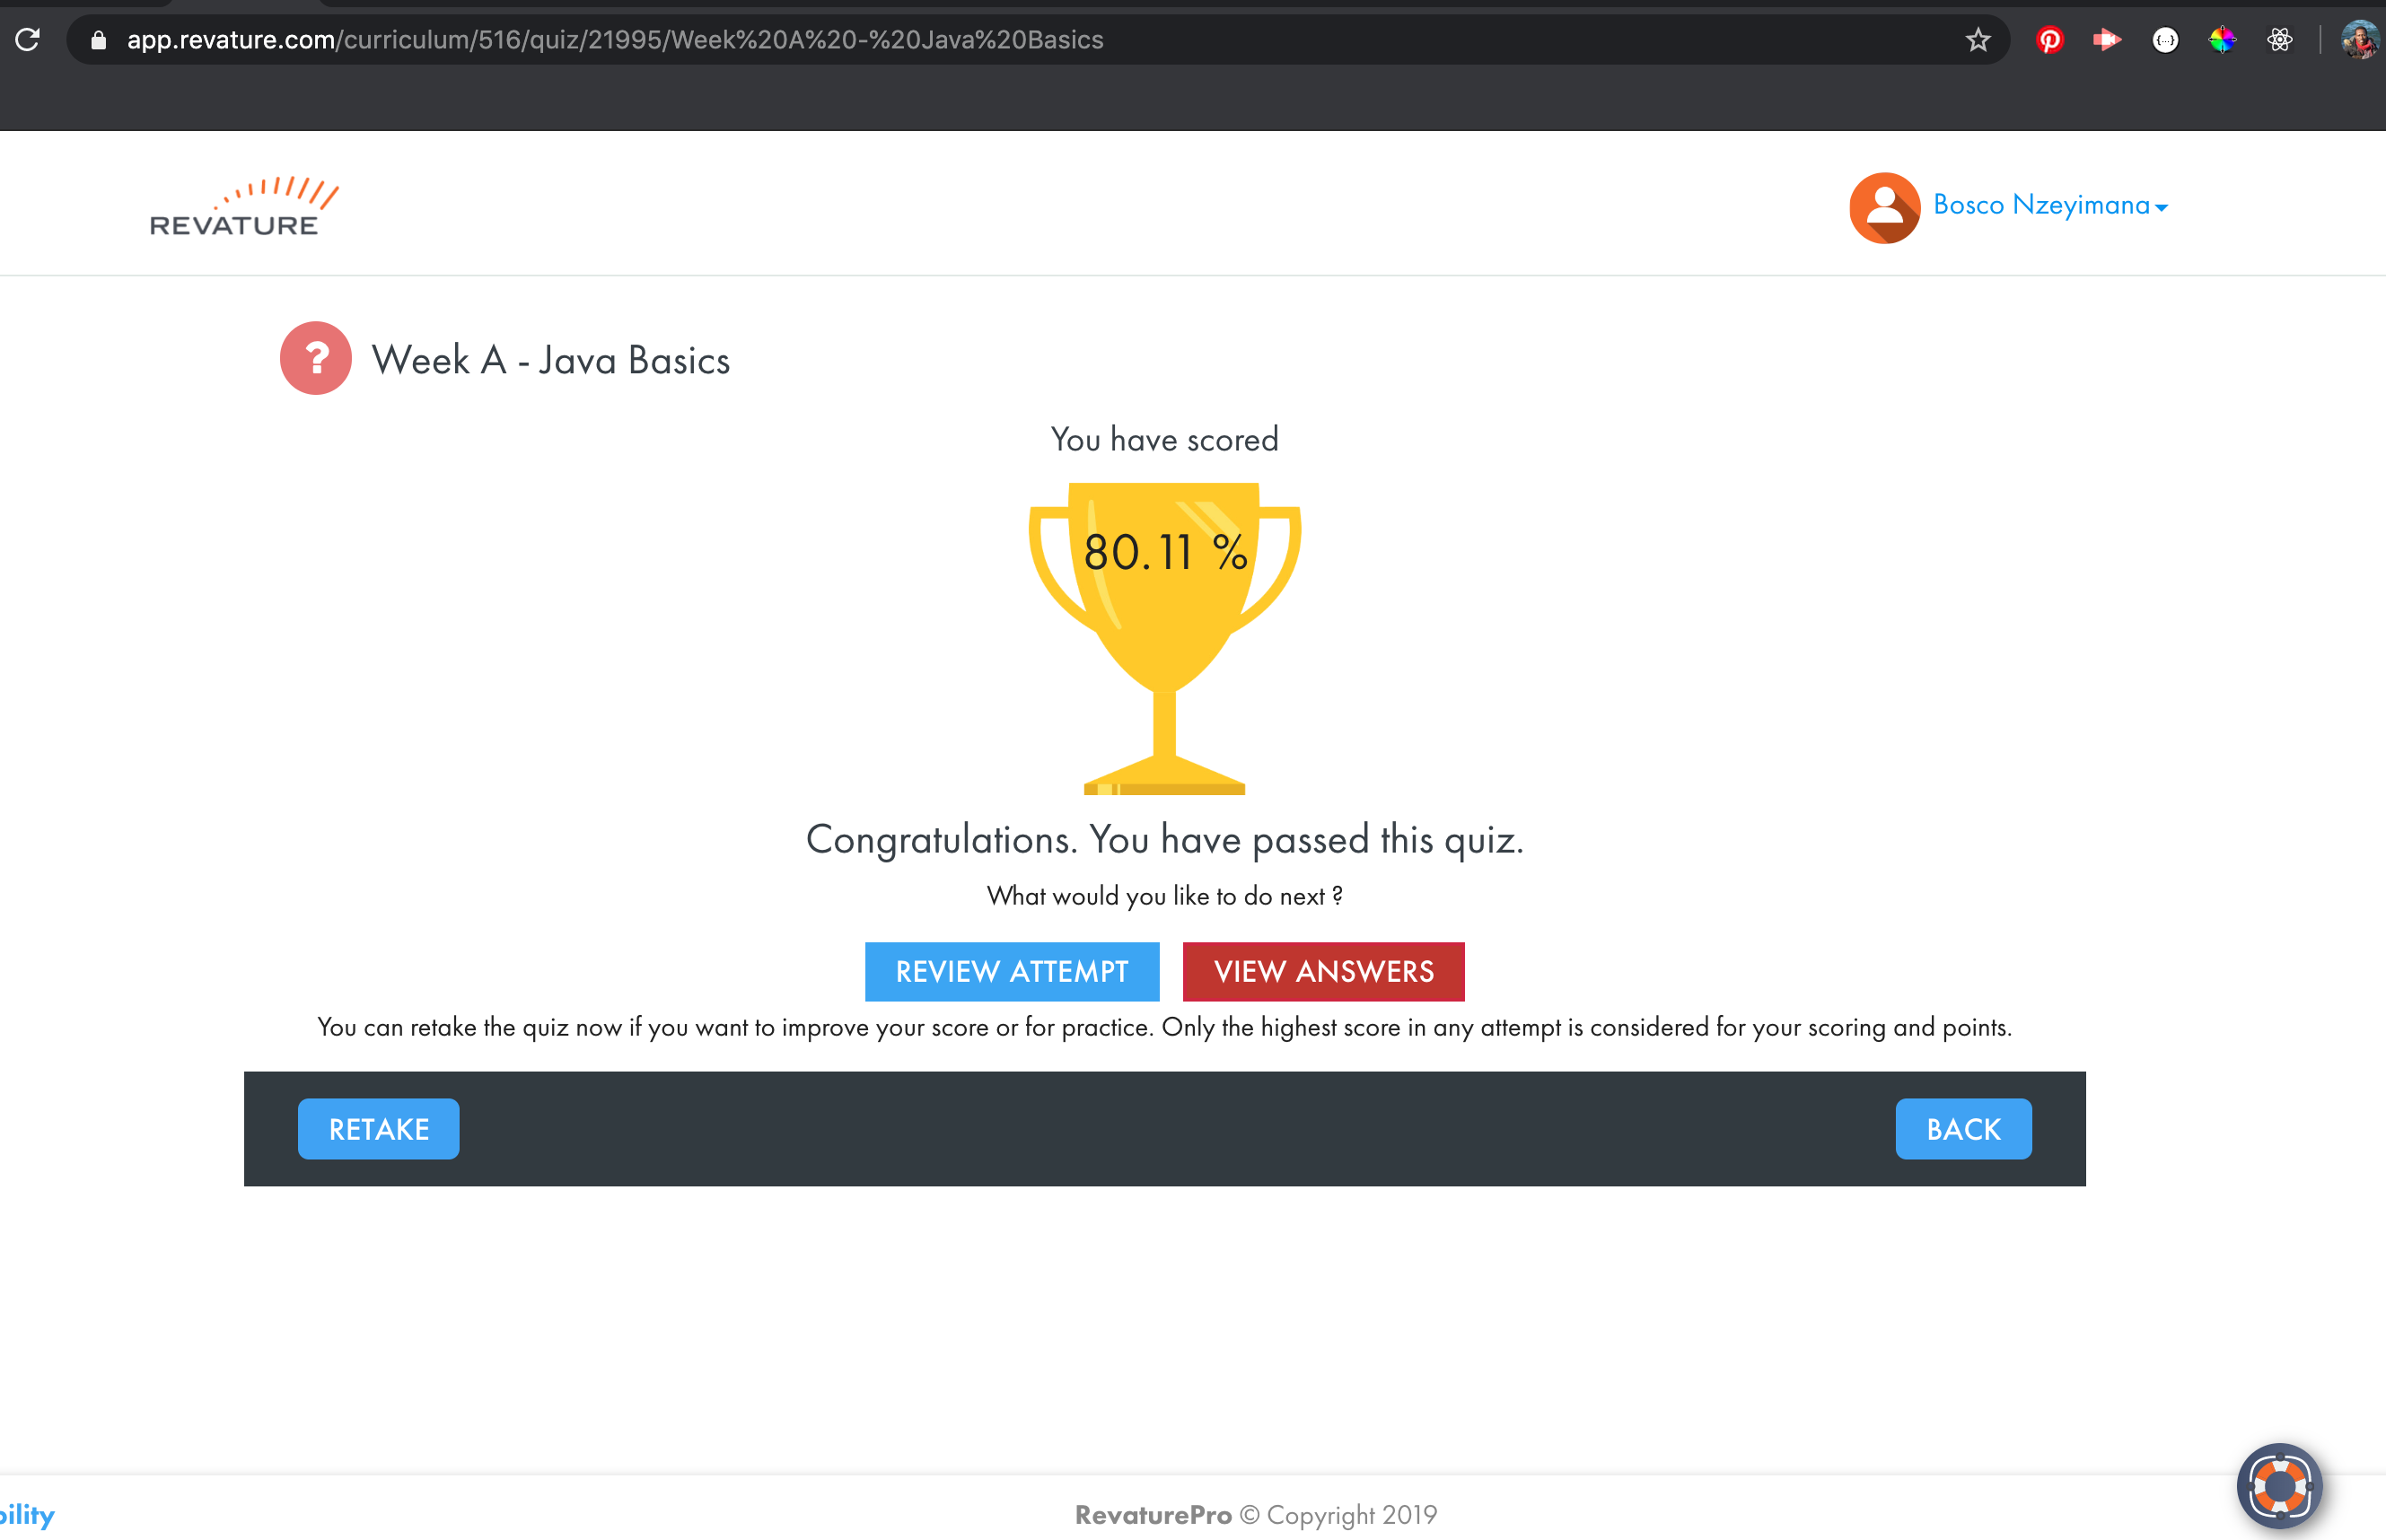 app.revature.com/curriculum/516/quiz/21995/Week%20A%20-%20Java%20Basics
REVATURE
Bosco Nzeyimana
? Week A - Java Basics
You have scored
80.11 %
Congratulations. You have passed this quiz.
What would you like to do next ?
REVIEW ATTEMPT VIEW ANSWERS
You can retake the quiz now if you want to improve your score or for practice. Only the highest score in any attempt is considered for your scoring and points.
RETAKE BACK
bility RevaturePro © Copyright 2019